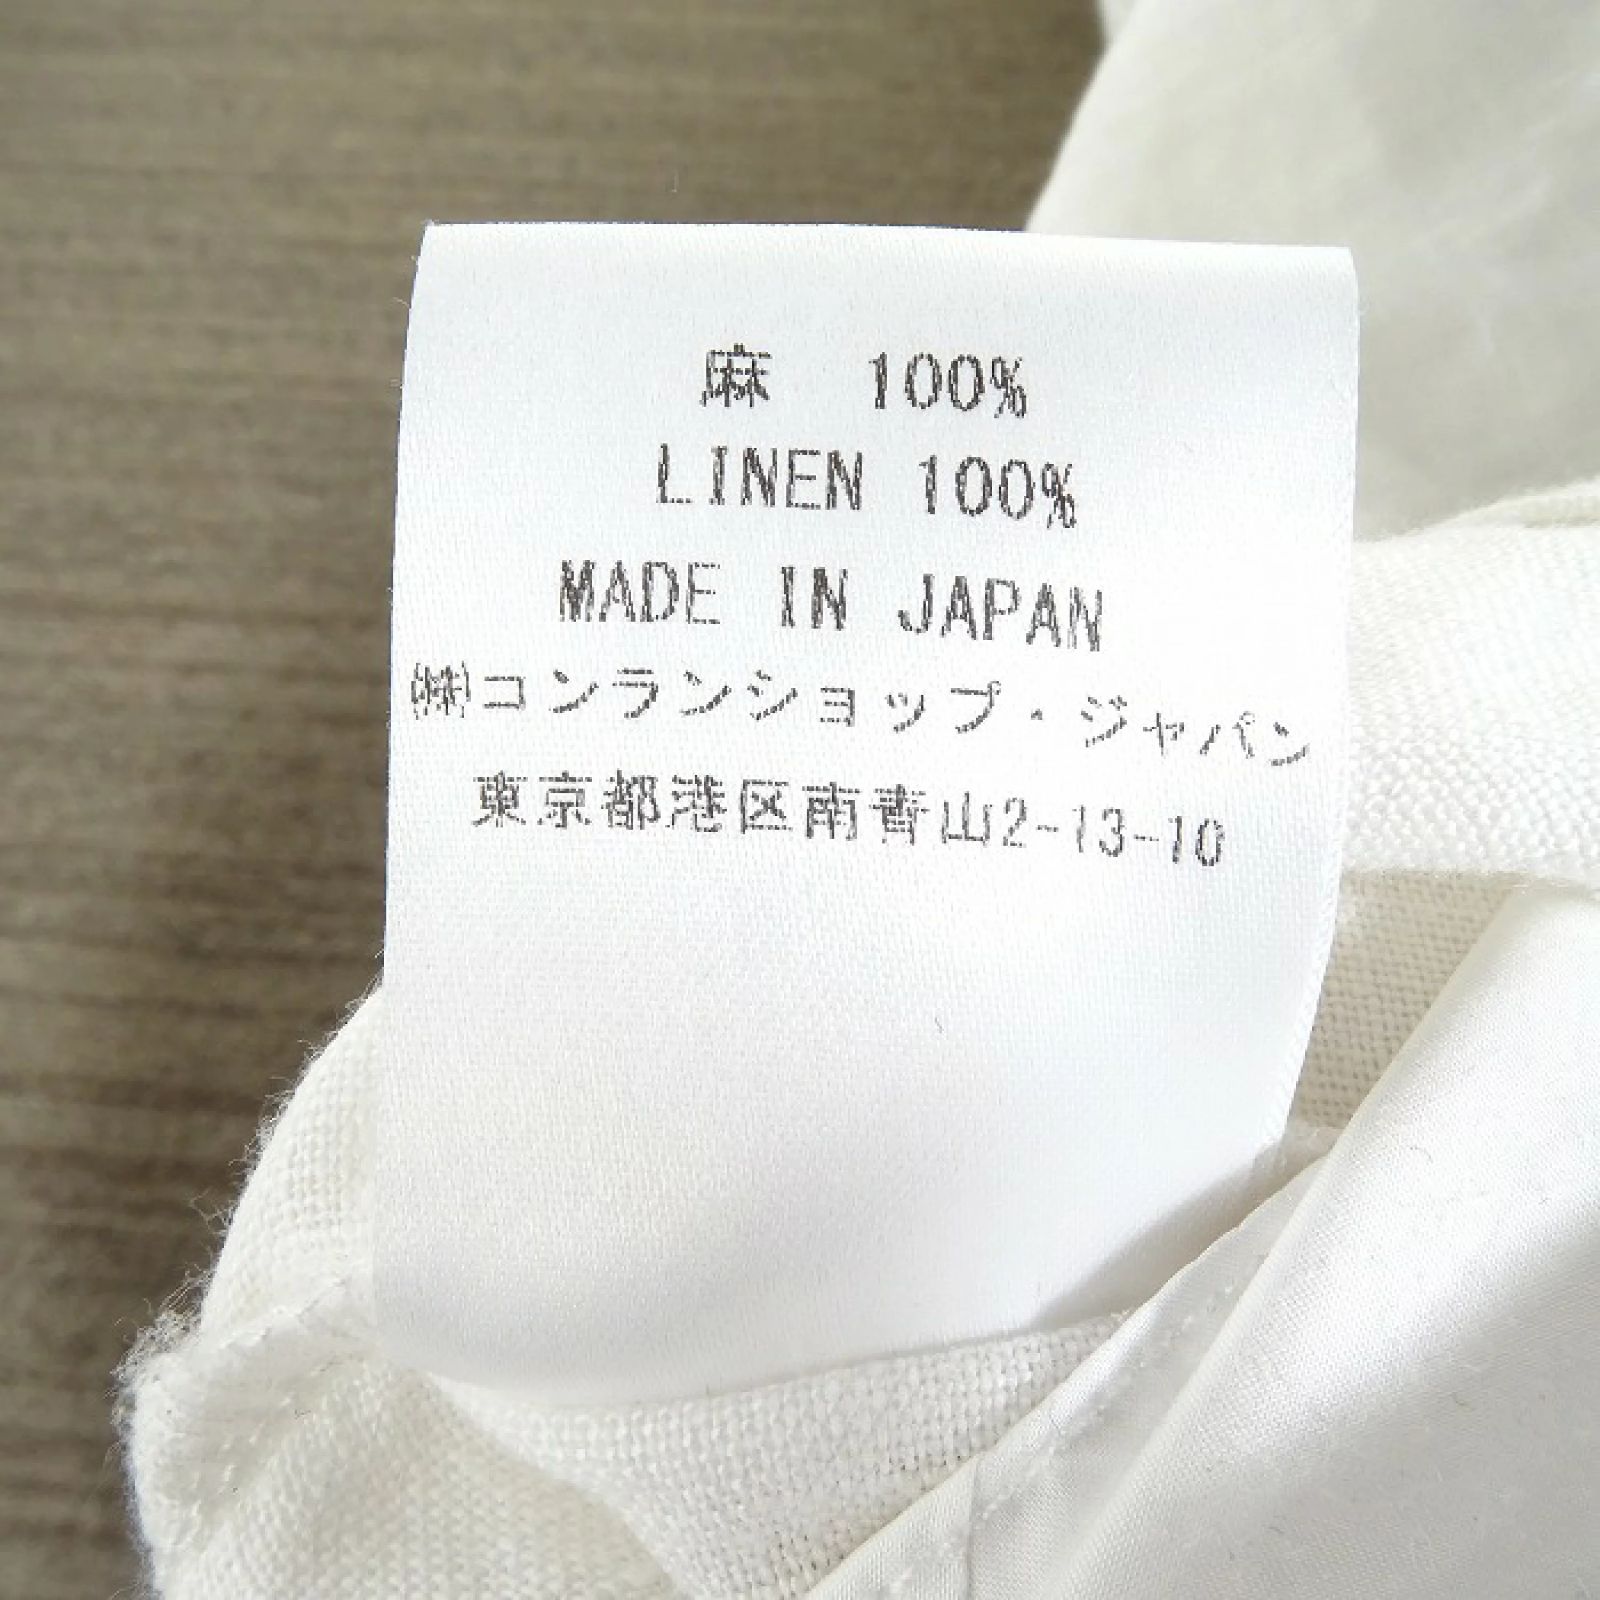 麻　100%
LINEN 100%
MADE IN JAPAN
㈱コンランショップ・ジャパン
東京都港区南青山2-13-10